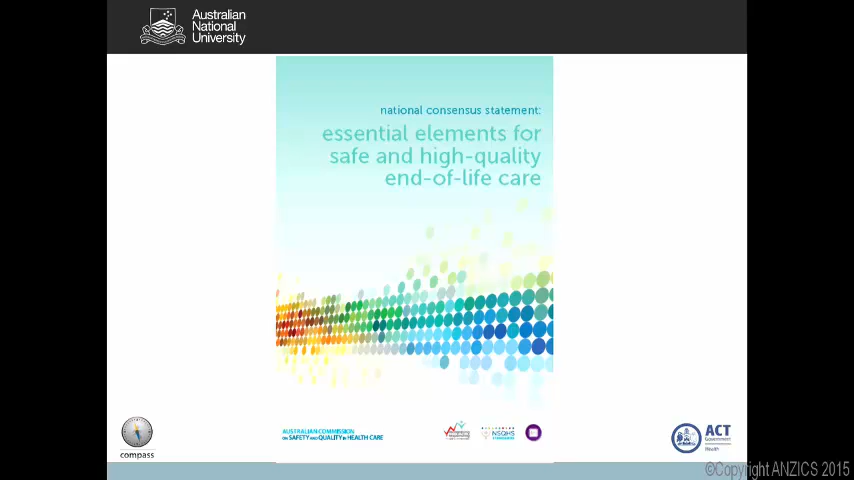 Australian
National
University
national consensus statement:
essential elements for
safe and high-quality
end-of-life care
AUSTRALIAN COMMISSION
ON SAFETY AND QUALITY IN HEALTH CARE
NSQHS
compass
ACT
Government
Health
©Copyright ANZICS 2015